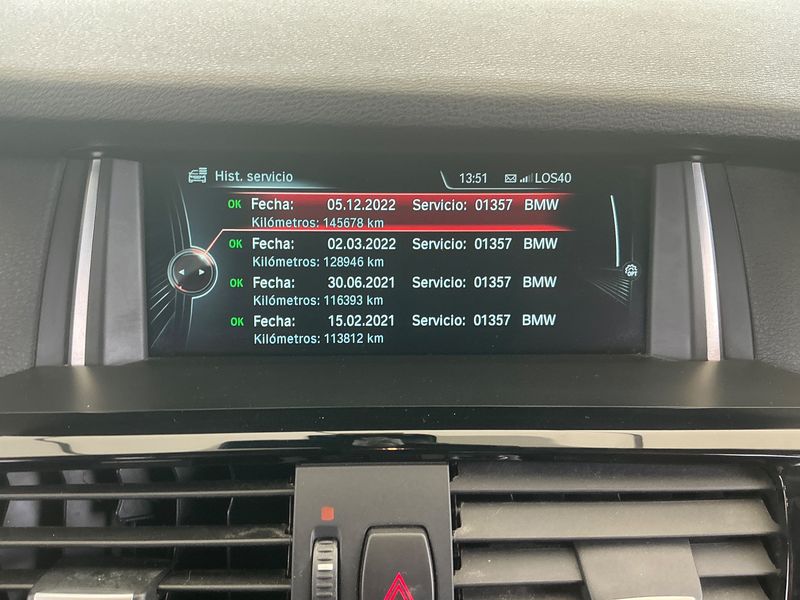 Hist. servicio 13:51 LOS40
OK Fecha: 05.12.2022 Servicio: 01357 BMW
Kilómetros: 145678 km
OK Fecha: 02.03.2022 Servicio: 01357 BMW
Kilómetros: 128946 km
OK Fecha: 30.06.2021 Servicio: 01357 BMW
Kilómetros: 116393 km
OPT
OK Fecha: 15.02.2021 Servicio: 01357 BMW
Kilómetros: 113812 km